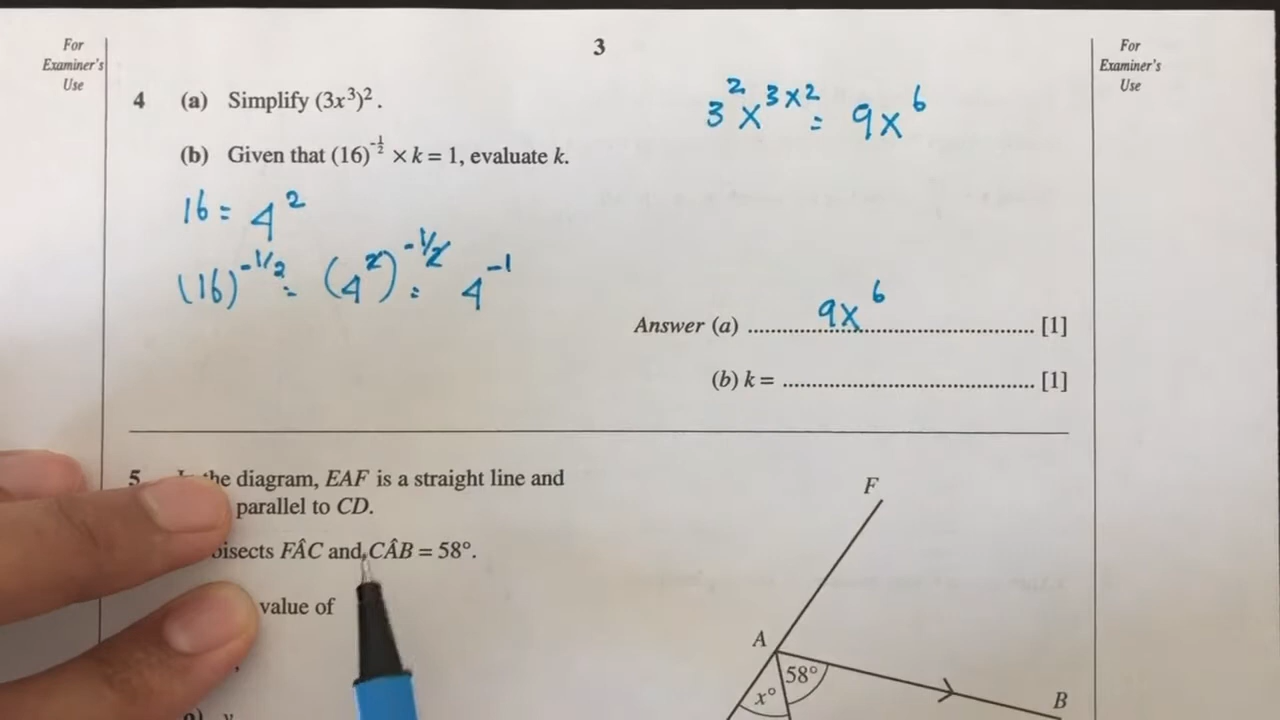 For
Examiner's
Use
3
For
Examiner's
Use
4 (a) Simplify (3x³)².
3² x^3×2 = 9x⁶
(b) Given that (16)^-½ × k = 1, evaluate k.
16 = 4²
(16)^-1/2 = (4²)^-1/2 = 4^-1
Answer (a) 9x⁶ [1]
(b) k = [1]
5 the diagram, EAF is a straight line and
parallel to CD.
bisects FÂC and CÂB = 58°.
value of
F
A
58°
x°
B